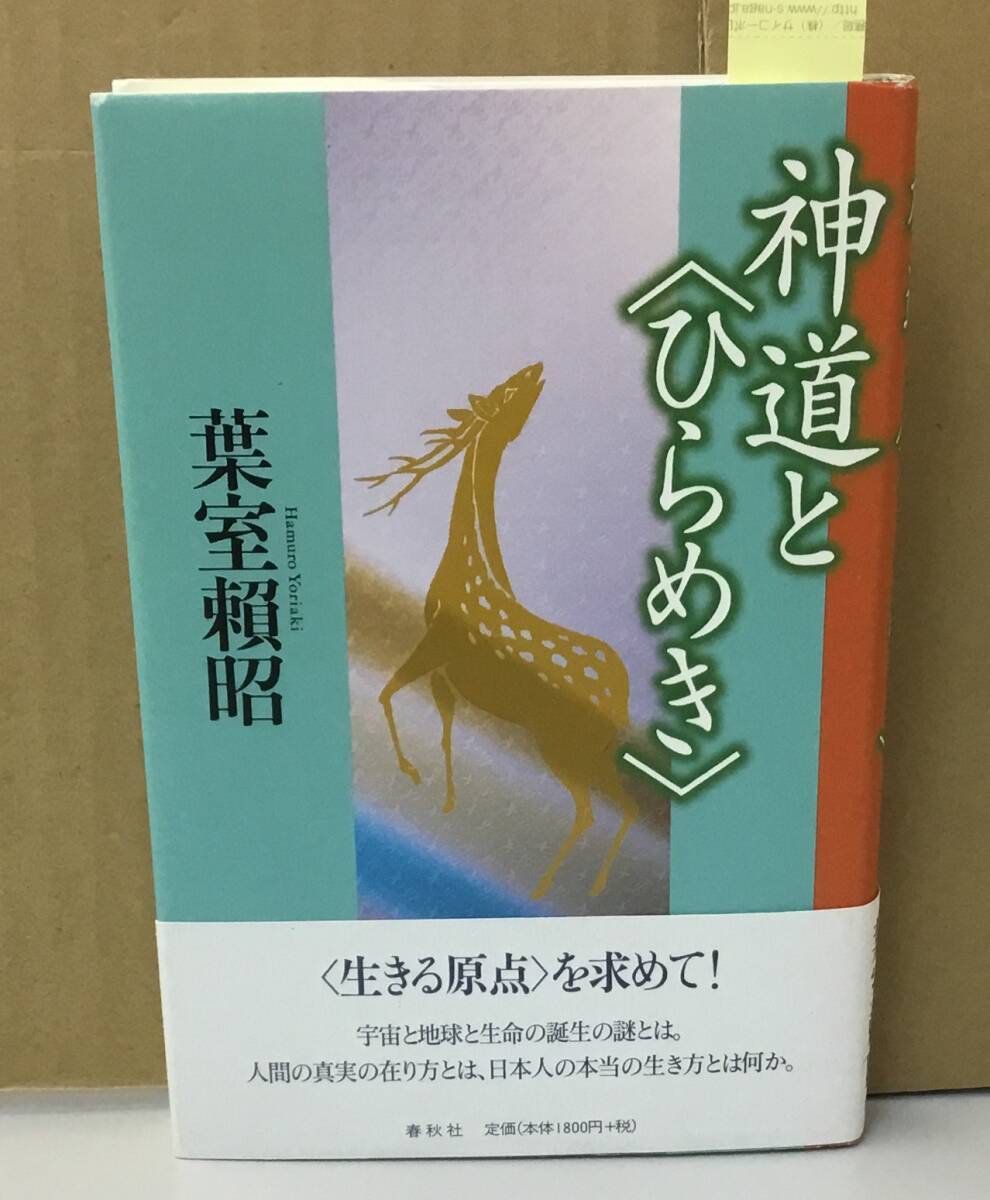 神道と
〈ひらめき〉
葉室賴昭
Hamuro Yoriaki
〈生きる原点〉を求めて!
宇宙と地球と生命の誕生の謎とは。
人間の真実の在り方とは、日本人の本当の生き方とは何か。
春秋社 定価(本体1800円+税)